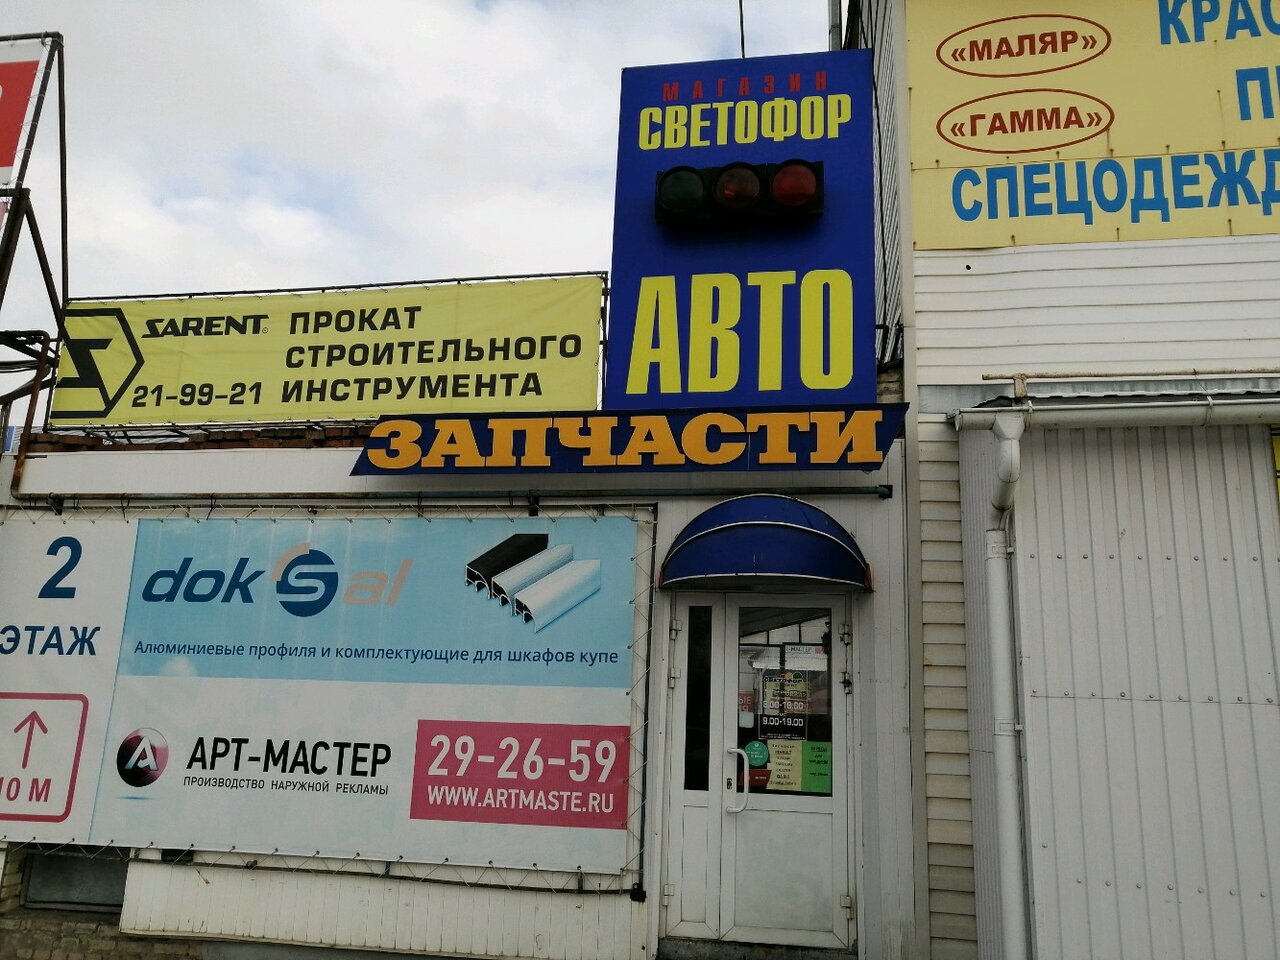 «МАЛЯР»
«ГАММА»
СПЕЦОДЕЖД
МАГАЗИН
СВЕТОФОР
АВТО
ЗАПЧАСТИ
SARENT® ПРОКАТ
СТРОИТЕЛЬНОГО
21-99-21 ИНСТРУМЕНТА
2
ЭТАЖ
10 М
dokSal
Алюминиевые профиля и комплектующие для шкафов купе
АРТ-МАСТЕР
ПРОИЗВОДСТВО НАРУЖНОЙ РЕКЛАМЫ
29-26-59
WWW.ARTMASTE.RU
СВЕТОФОР
9.00-19.00